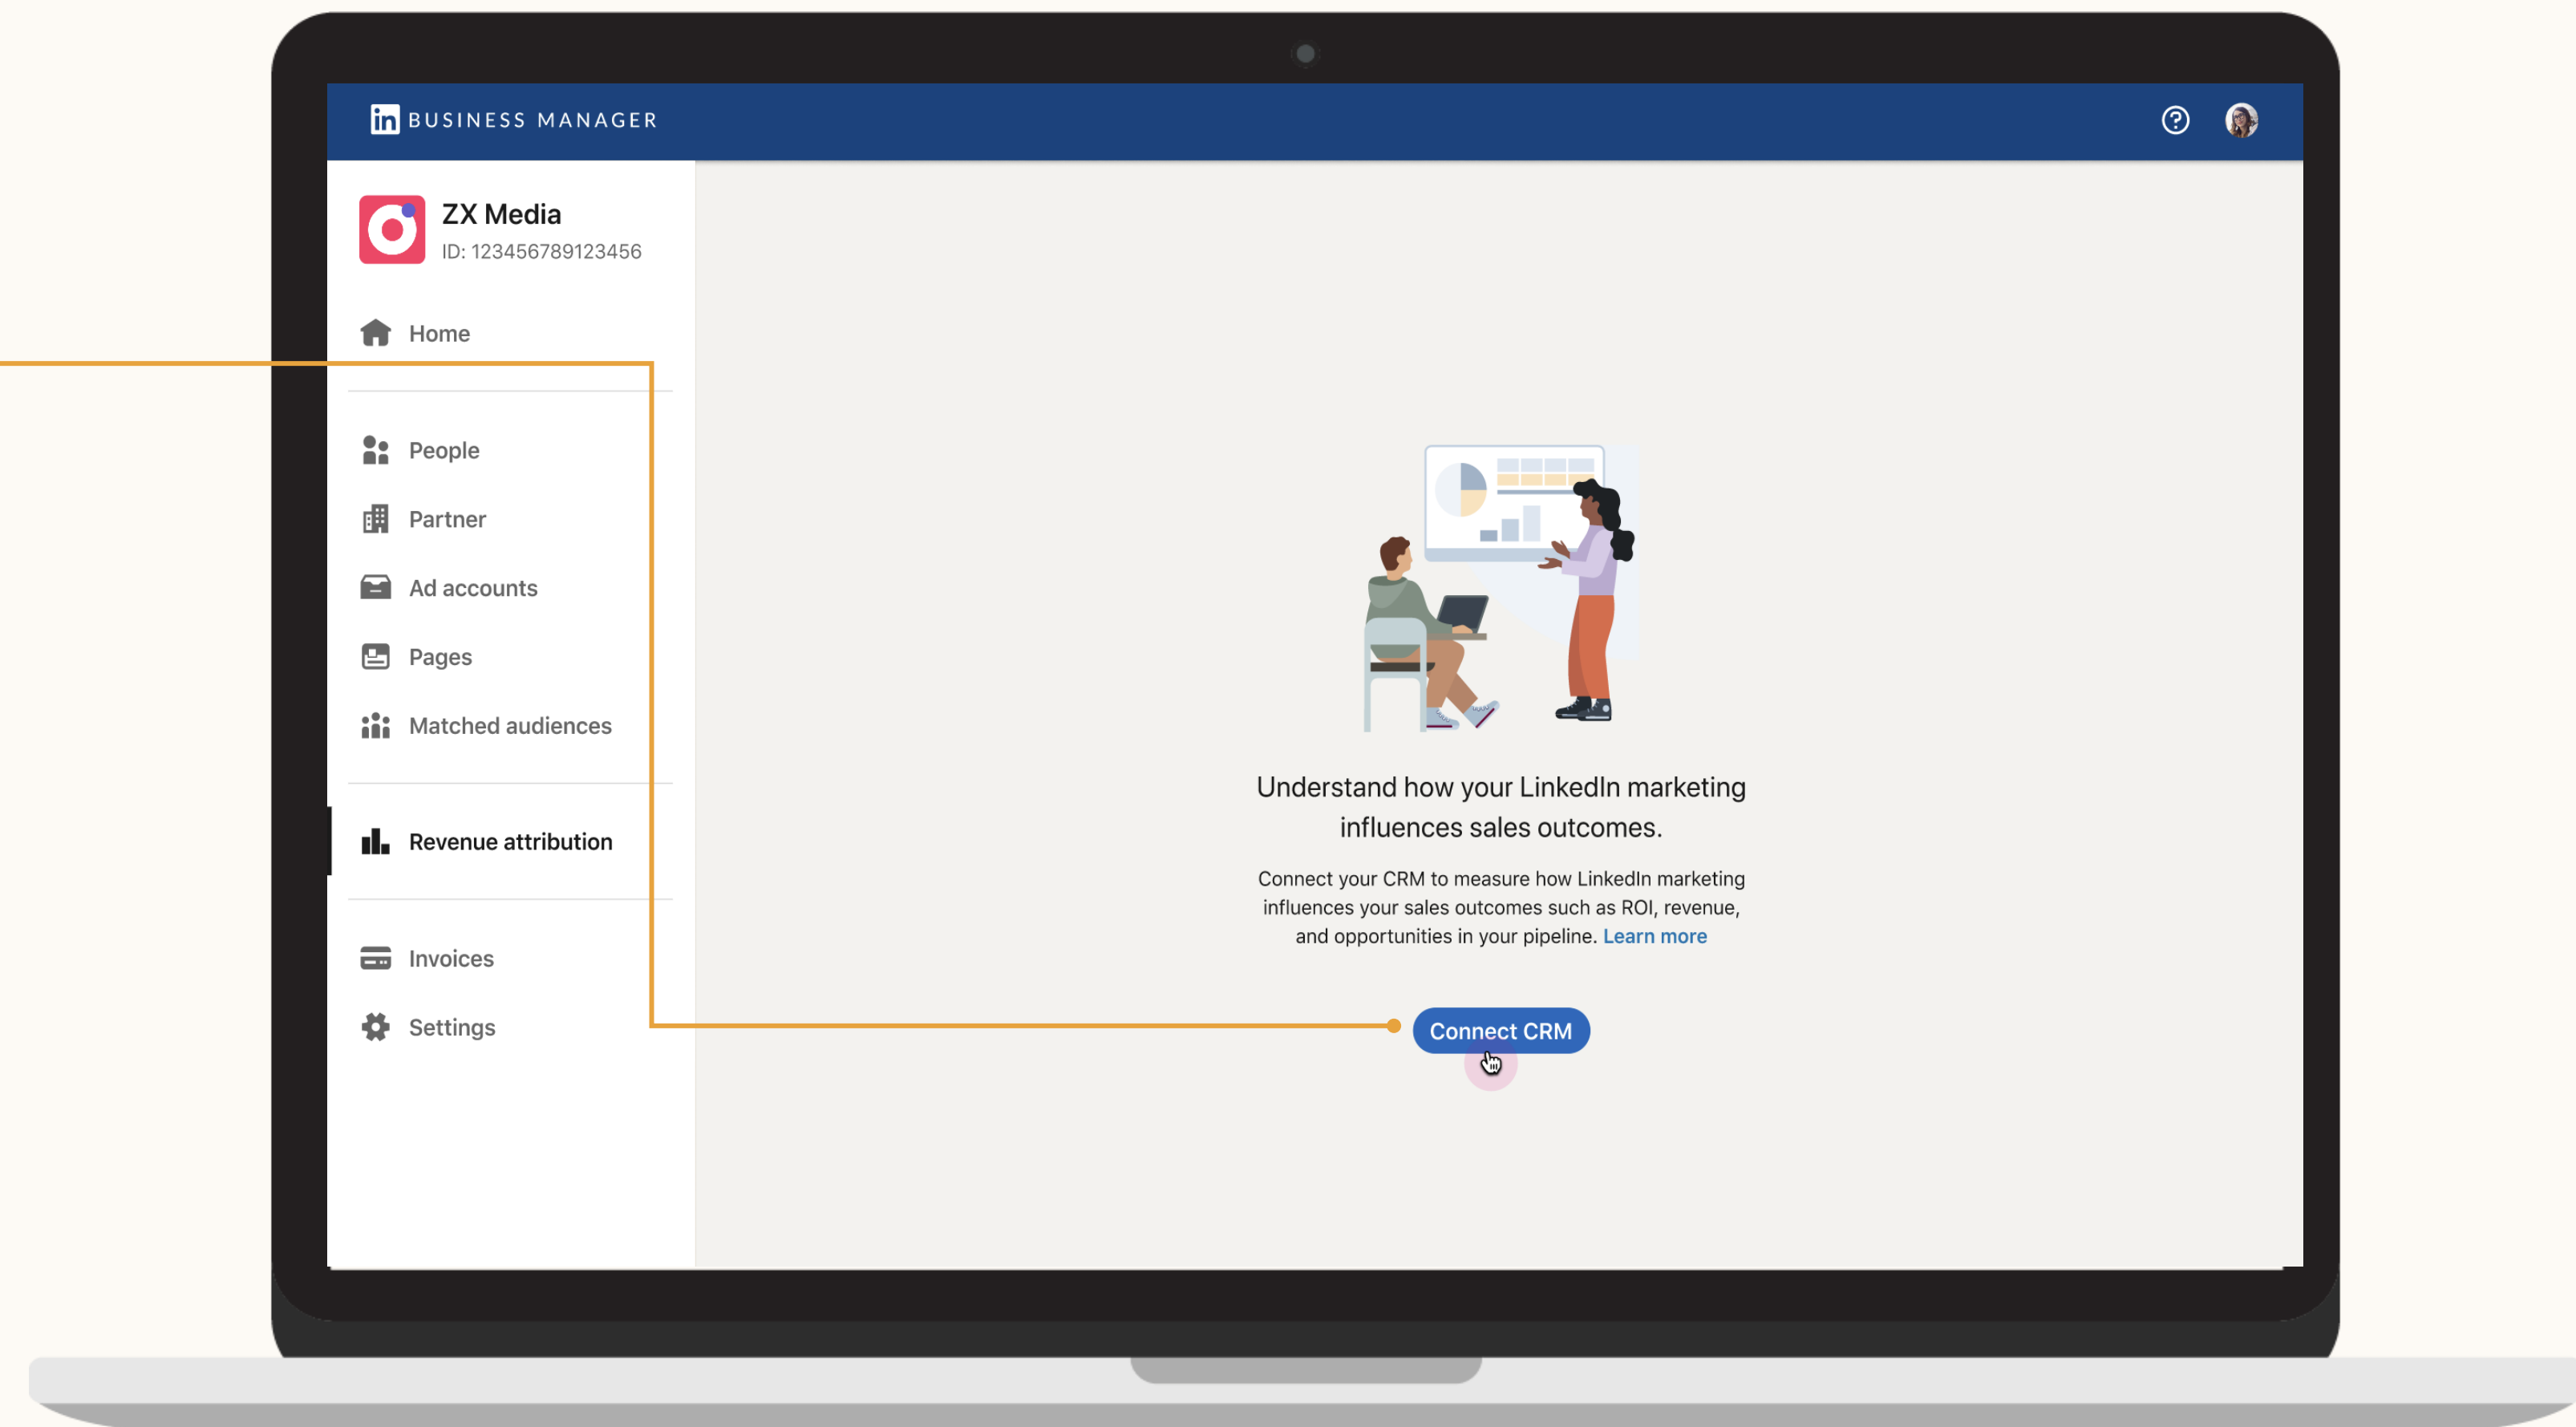 in BUSINESS MANAGER
ZX Media
ID: 123456789123456
Home
People
Partner
Ad accounts
Pages
Matched audiences
Revenue attribution
Invoices
Settings
Understand how your LinkedIn marketing
influences sales outcomes.
Connect your CRM to measure how LinkedIn marketing
influences your sales outcomes such as ROI, revenue,
and opportunities in your pipeline. Learn more
Connect CRM